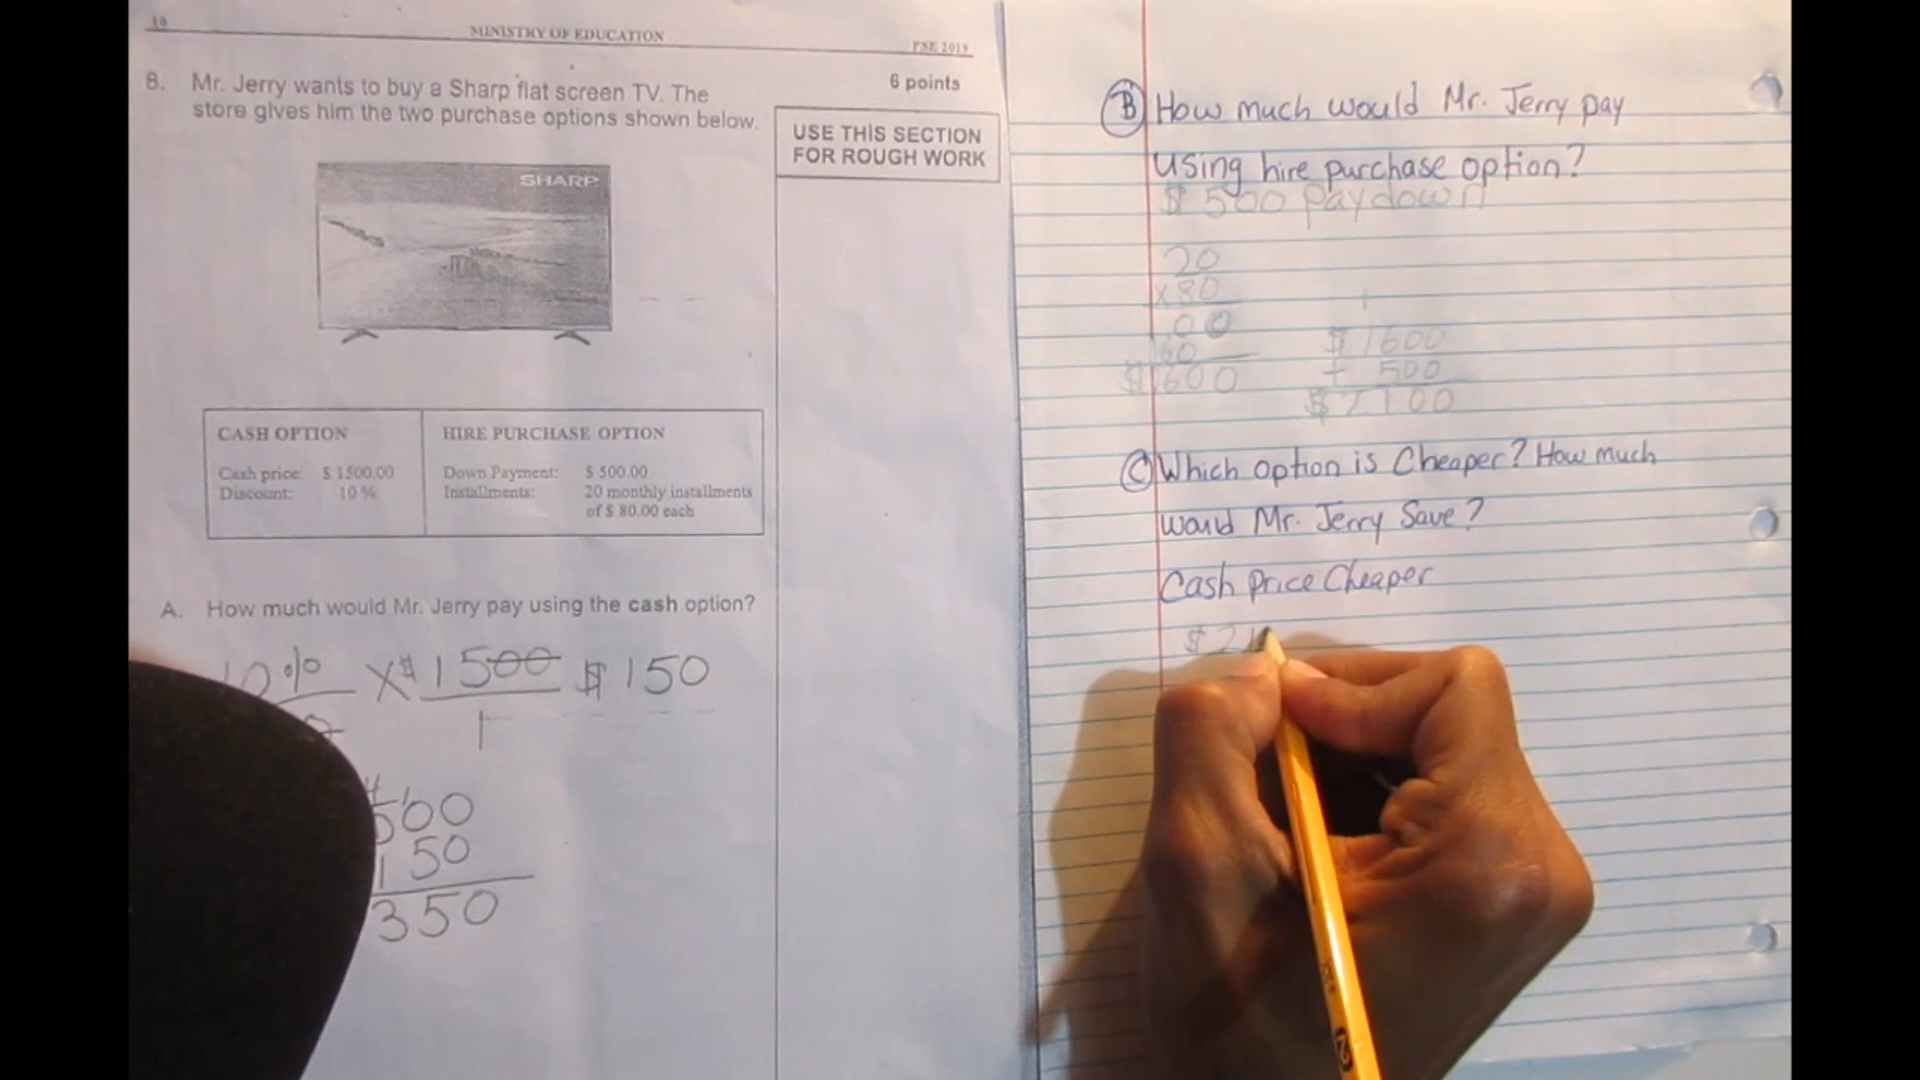 10
MINISTRY OF EDUCATION
PSE 2019
8. Mr. Jerry wants to buy a Sharp flat screen TV. The
store gives him the two purchase options shown below.
6 points
USE THIS SECTION
FOR ROUGH WORK
SHARP
CASH OPTION
Cash price: $ 1500.00
Discount: 10 %
HIRE PURCHASE OPTION
Down Payment: $ 500.00
Installments: 20 monthly installments
of $ 80.00 each
A. How much would Mr. Jerry pay using the cash option?
10 % X $ 1500 $ 150
1
500
150
350
B How much would Mr. Jerry pay
using hire purchase option?
$ 500 Paydown
20
x 80
00
160
$ 1600
$ 1600
+ 500
$ 2100
C Which option is Cheaper? How much
would Mr. Jerry Save?
Cash Price Cheaper
$ 21